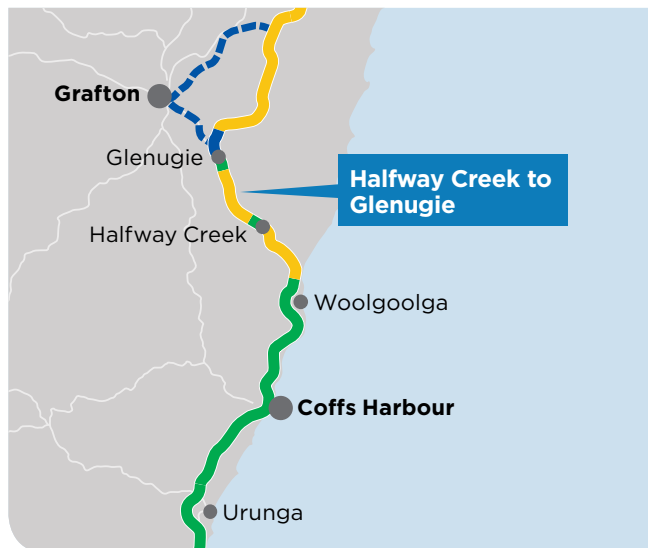 Grafton
Glenugie
Halfway Creek to
Glenugie
Halfway Creek
Woolgoolga
Coffs Harbour
Urunga